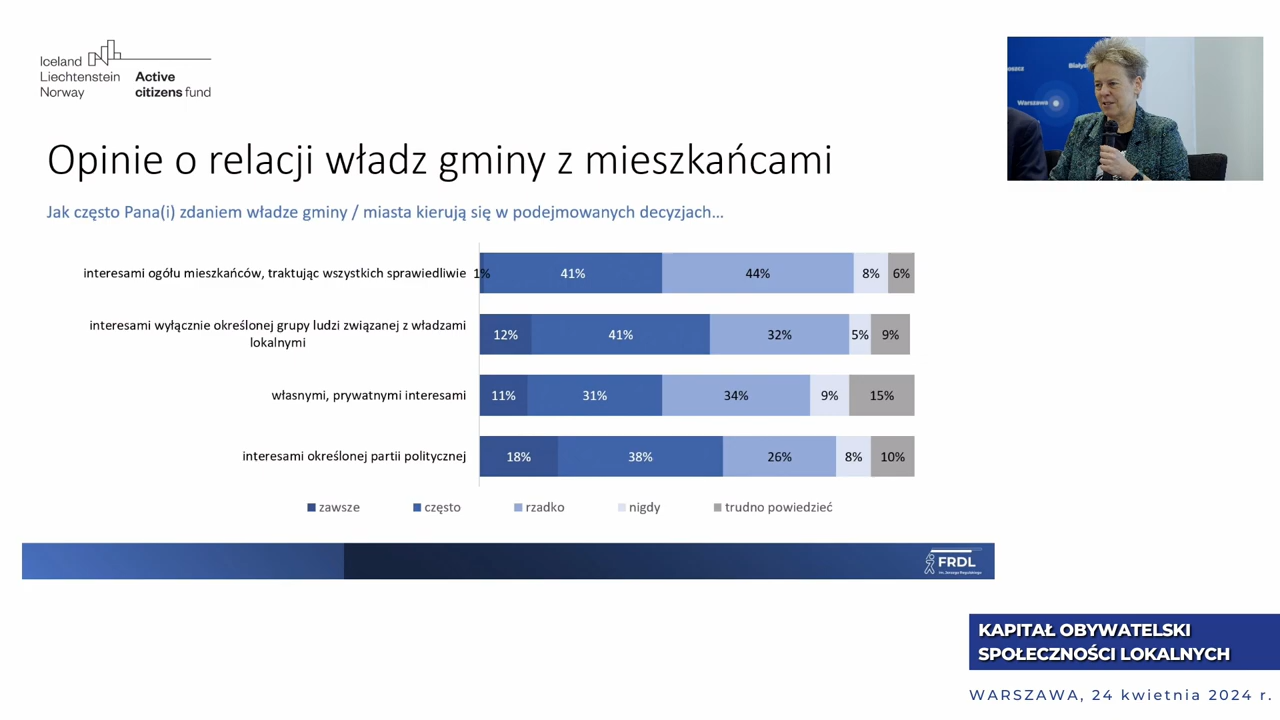 Iceland
Liechtenstein
Norway
Active
citizens fund
Opinie o relacji władz gminy z mieszkańcami
Jak często Pana(i) zdaniem władze gminy / miasta kierują się w podejmowanych decyzjach...
interesami ogółu mieszkańców, traktując wszystkich sprawiedliwie 1% 41% 44% 8% 6%
interesami wyłącznie określonej grupy ludzi związanej z władzami
lokalnymi
12% 41% 32% 5% 9%
własnymi, prywatnymi interesami 11% 31% 34% 9% 15%
interesami określonej partii politycznej 18% 38% 26% 8% 10%
zawsze często rzadko nigdy trudno powiedzieć
FRDL
im. Jerzego Regulskiego
Warszawa
KAPITAŁ OBYWATELSKI
SPOŁECZNOŚCI LOKALNYCH
WARSZAWA, 24 kwietnia 2024 r.